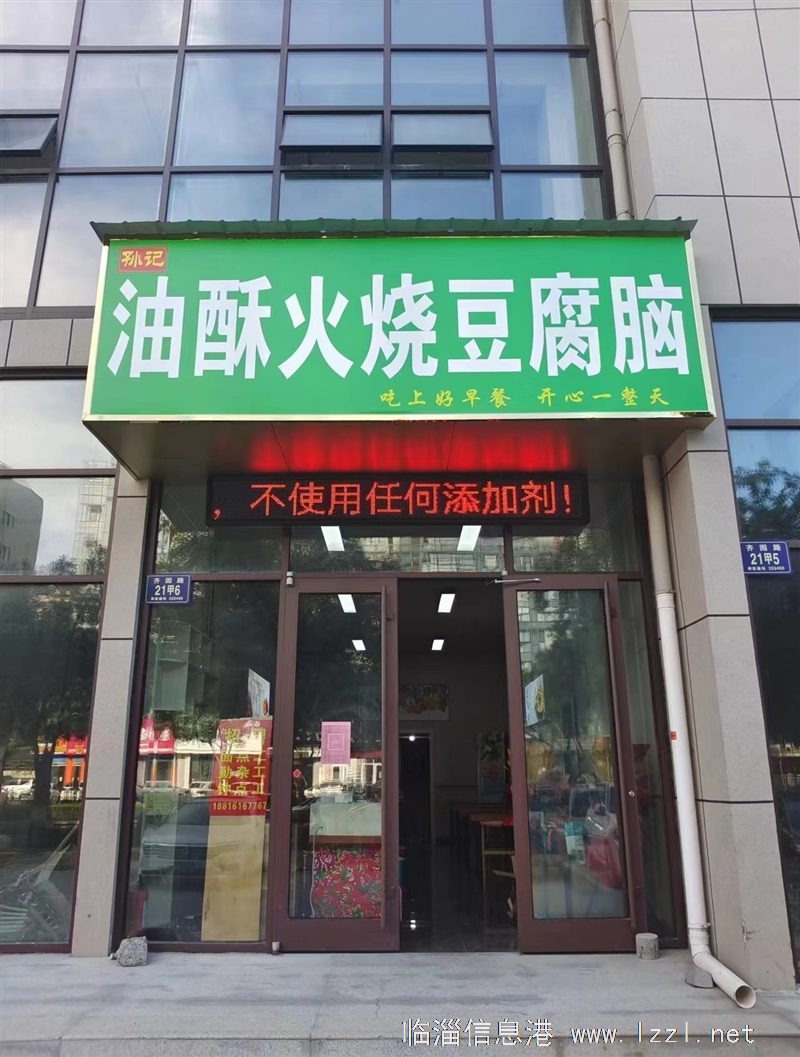 孙记
油酥火烧豆腐脑
吃上好早餐 开心一整天
，不使用任何添加剂！
齐园路
21甲6
齐园路
21甲5
18816167767
临淄信息港 www.lzzl.net